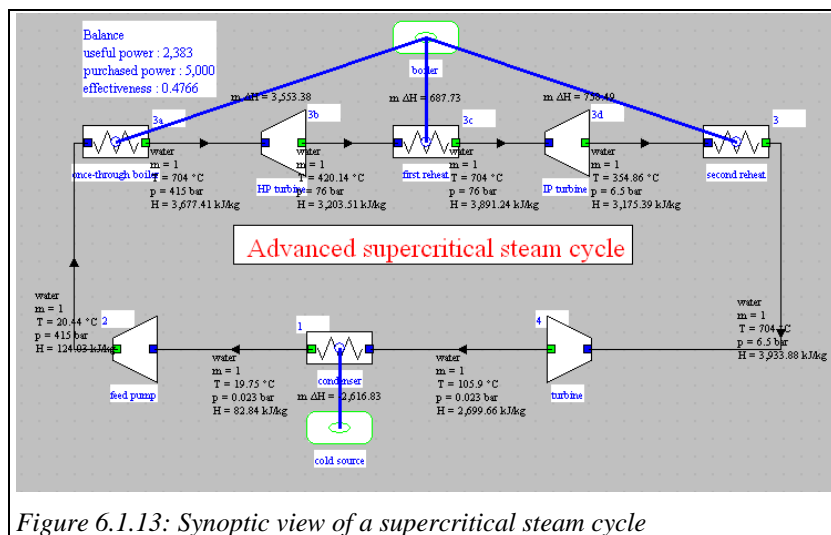 Balance
useful power : 2,383
purchased power : 5,000
effectiveness : 0.4766
boiler
m ΔH = 3,553.38
m ΔH = 687.73
m ΔH = 758.49
3a
3b
3c
3d
3
once-through boiler
water
m = 1
T = 704 °C
p = 415 bar
H = 3,677.41 kJ/kg
HP turbine
water
m = 1
T = 420.14 °C
p = 76 bar
H = 3,203.51 kJ/kg
first reheat
water
m = 1
T = 704 °C
p = 76 bar
H = 3,891.24 kJ/kg
IP turbine
water
m = 1
T = 354.86 °C
p = 6.5 bar
H = 3,175.39 kJ/kg
second reheat
Advanced supercritical steam cycle
water
m = 1
T = 20.44 °C
p = 415 bar
H = 124.03 kJ/kg
2
feed pump
water
m = 1
T = 19.75 °C
p = 0.023 bar
H = 82.84 kJ/kg
1
condenser
m ΔH = -2,616.83
cold source
water
m = 1
T = 105.9 °C
p = 0.023 bar
H = 2,699.66 kJ/kg
4
turbine
water
m = 1
T = 704 °C
p = 6.5 bar
H = 3,933.88 kJ/kg
Figure 6.1.13: Synoptic view of a supercritical steam cycle